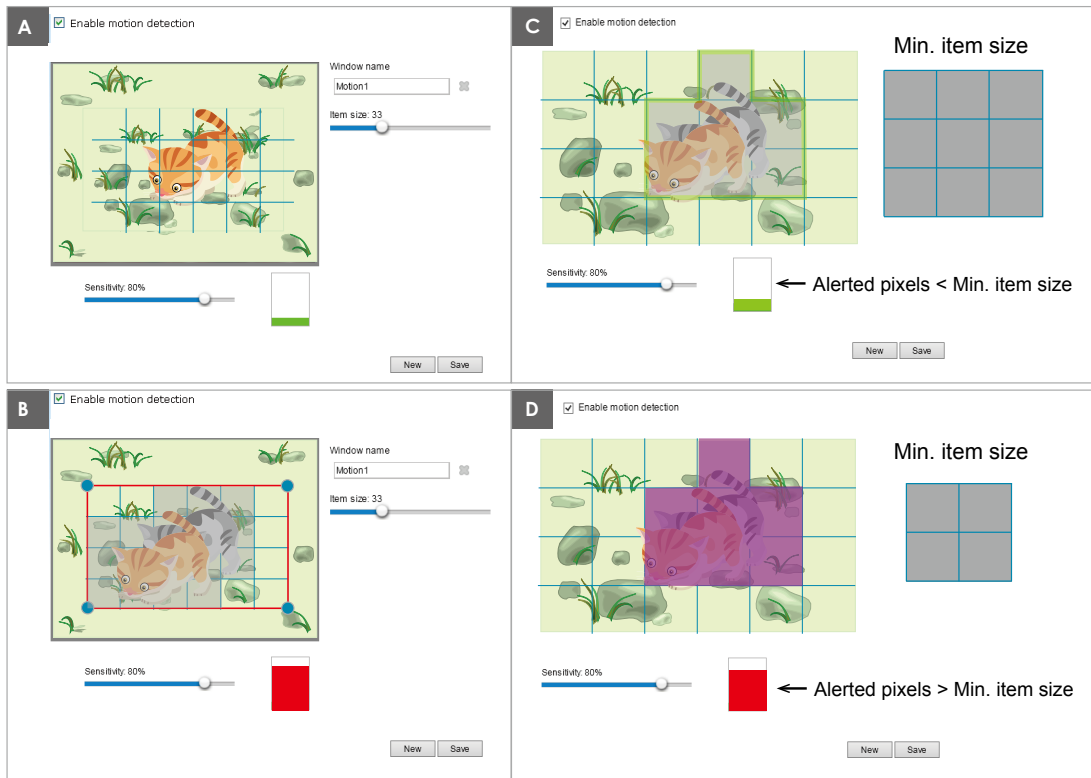 A
Enable motion detection
Window name
Motion1
Item size: 33
Sensitivity: 80%
New Save
B
Enable motion detection
Window name
Motion1
Item size: 33
Sensitivity: 80%
New Save
C
Enable motion detection
Min. item size
Sensitivity: 80%
Alerted pixels < Min. item size
New Save
D
Enable motion detection
Min. item size
Sensitivity: 80%
Alerted pixels > Min. item size
New Save